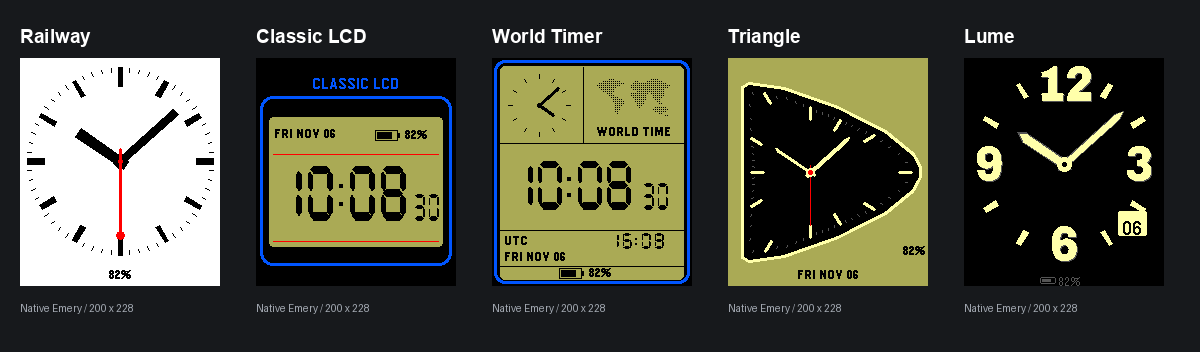 Railway
82%
Native Emery / 200 x 228
Classic LCD
CLASSIC LCD
FRI NOV 06
82%
10:08 30
Native Emery / 200 x 228
World Timer
WORLD TIME
10:08 30
UTC 16:08
FRI NOV 06
82%
Native Emery / 200 x 228
Triangle
82%
FRI NOV 06
Native Emery / 200 x 228
Lume
12
9
3
06
6
82%
Native Emery / 200 x 228